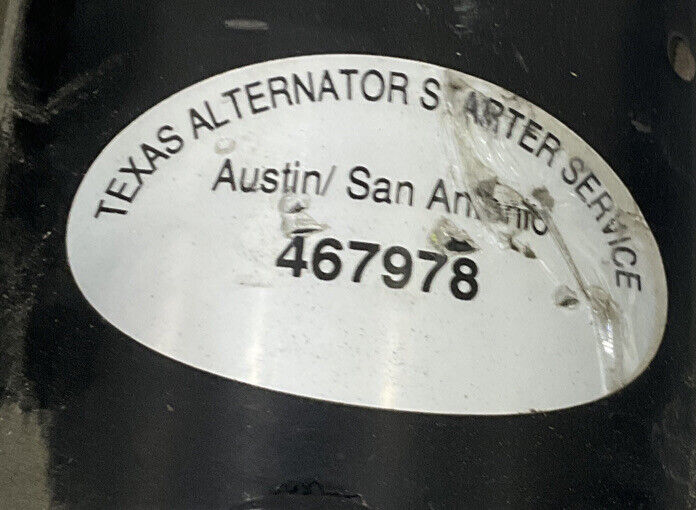 TEXAS ALTERNATOR STARTER SERVICE
Austin/ San Antonio
467978